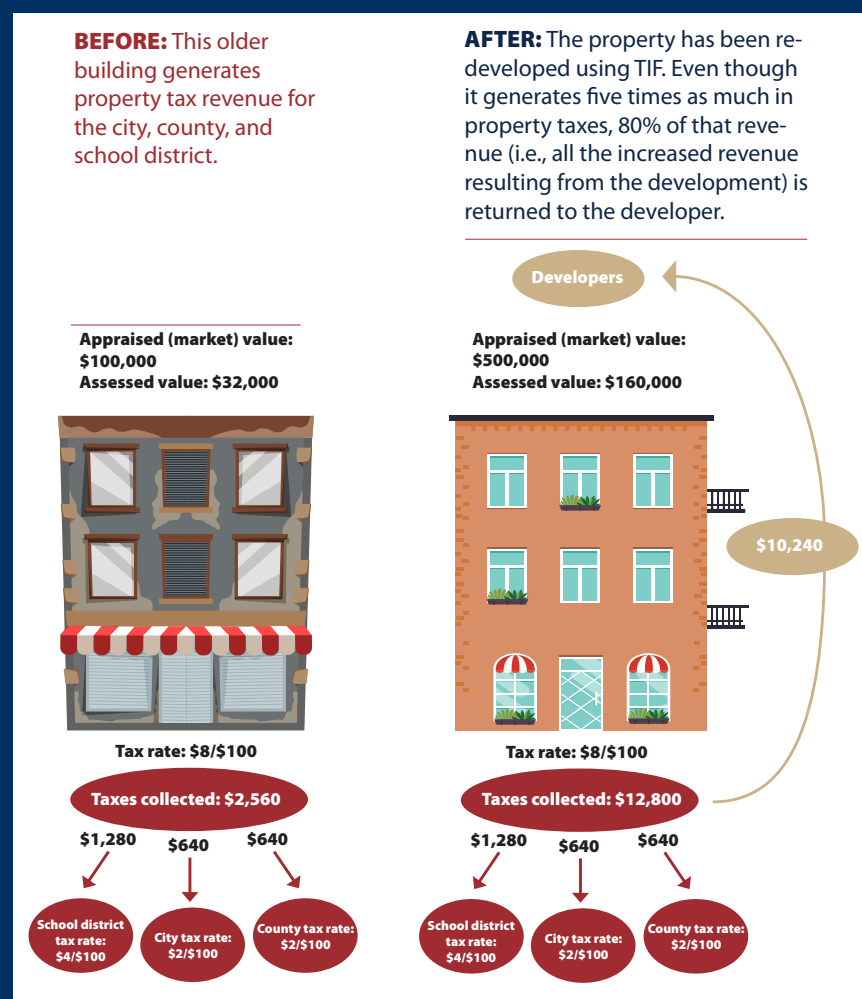 BEFORE: This older
building generates
property tax revenue for
the city, county, and
school district.
AFTER: The property has been re-
developed using TIF. Even though
it generates five times as much in
property taxes, 80% of that reve-
nue (i.e., all the increased revenue
resulting from the development) is
returned to the developer.
Developers
Appraised (market) value:
$100,000
Assessed value: $32,000
Appraised (market) value:
$500,000
Assessed value: $160,000
$10,240
Tax rate: $8/$100
Taxes collected: $2,560
$1,280
$640
$640
School district
tax rate:
$4/$100
City tax rate:
$2/$100
County tax rate:
$2/$100
Tax rate: $8/$100
Taxes collected: $12,800
$1,280
$640
$640
School district
tax rate:
$4/$100
City tax rate:
$2/$100
County tax rate:
$2/$100